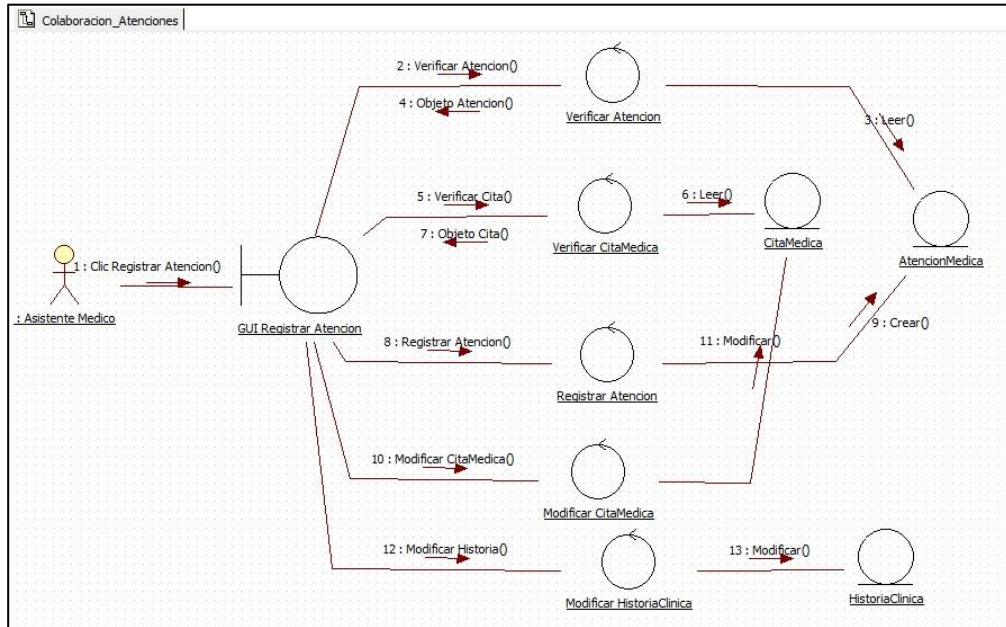 Colaboracion_Atenciones
2 : Verificar Atencion()
4 : Objeto Atencion()
Verificar Atencion
3 : Leer()
5 : Verificar Cita()
7 : Objeto Cita()
Verificar CitaMedica
6 : Leer()
CitaMedica
AtencionMedica
1 : Clic Registrar Atencion()
: Asistente Medico
GUI Registrar Atencion
8 : Registrar Atencion()
Registrar Atencion
11 : Modificar()
9 : Crear()
10 : Modificar CitaMedica()
Modificar CitaMedica
12 : Modificar Historia()
Modificar HistoriaClinica
13 : Modificar()
HistoriaClinica